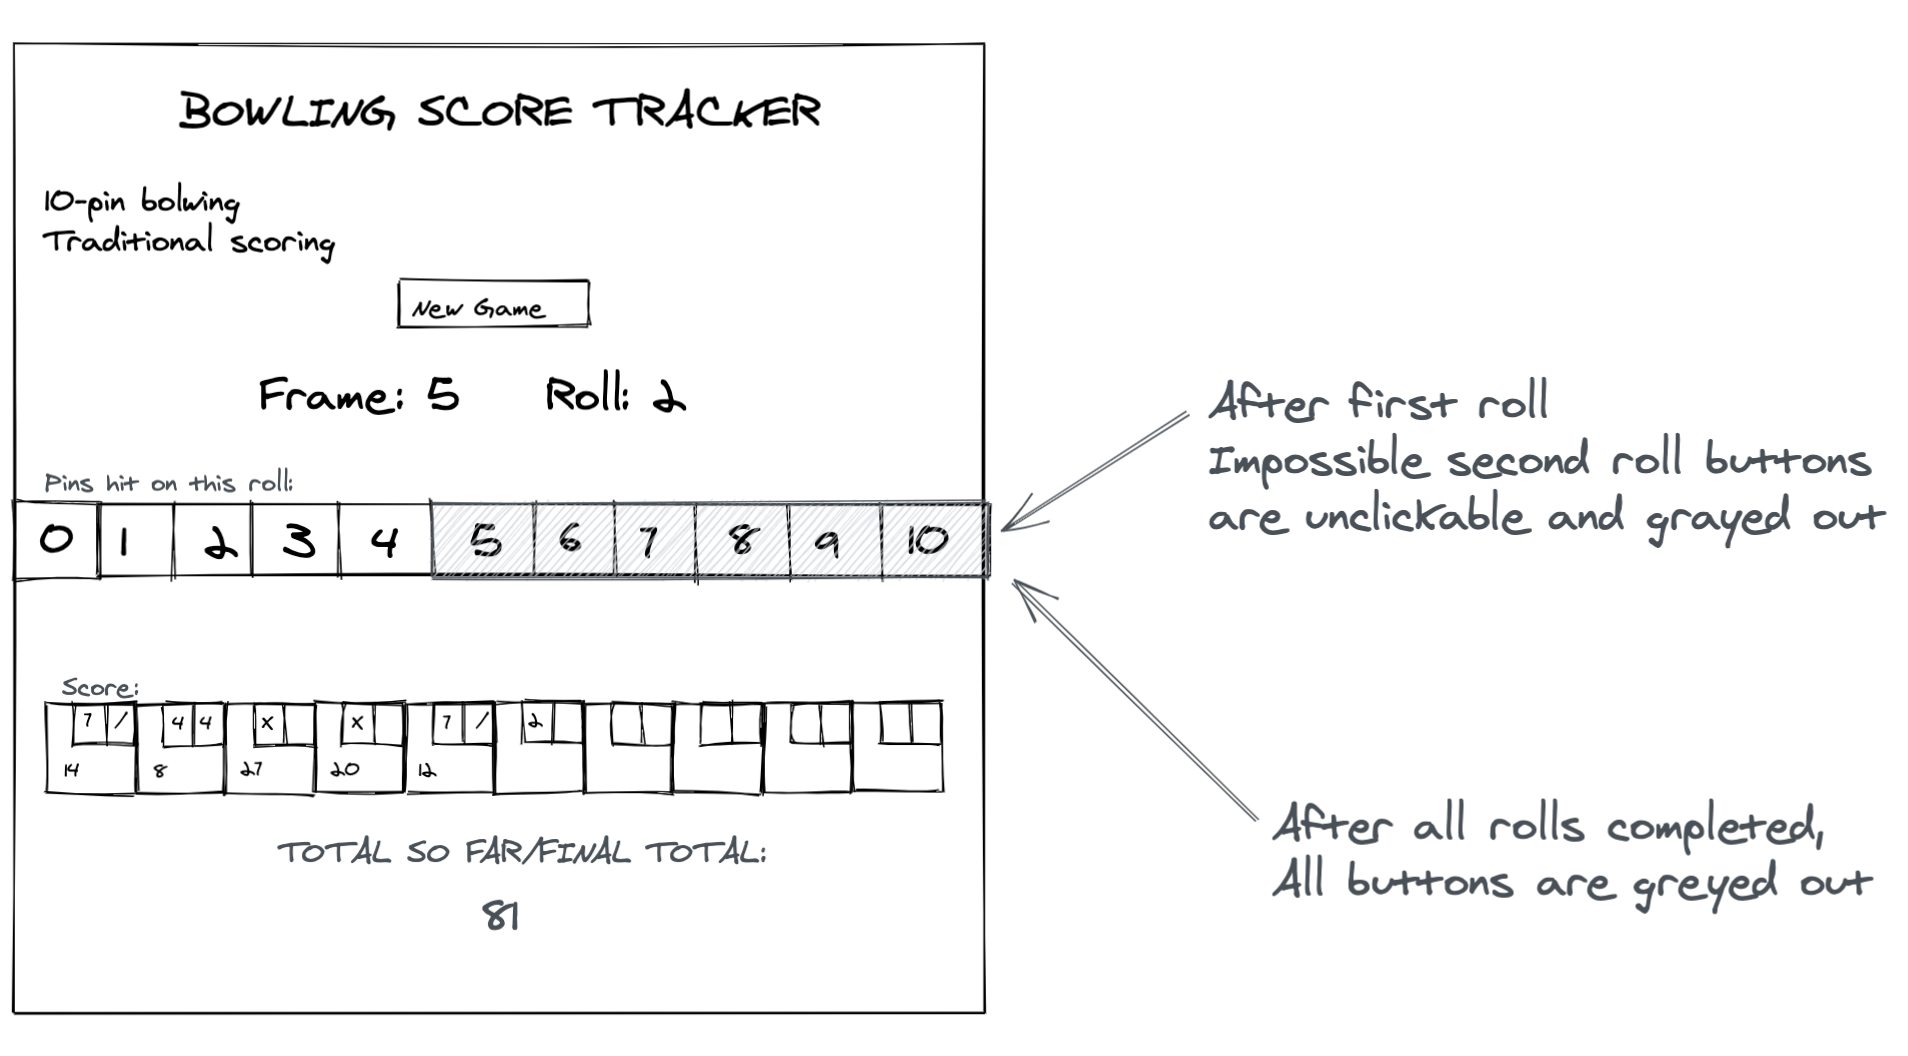 BOWLING SCORE TRACKER
10-pin bolwing
Traditional scoring
New Game
Frame: 5 Roll: 2
Pins hit on this roll:
0 1 2 3 4 5 6 7 8 9 10
Score:
7 / 4 4 X X 7 / 2
14 8 27 20 12
TOTAL SO FAR/FINAL TOTAL:
81
After first roll
Impossible second roll buttons
are unclickable and grayed out
After all rolls completed,
All buttons are greyed out